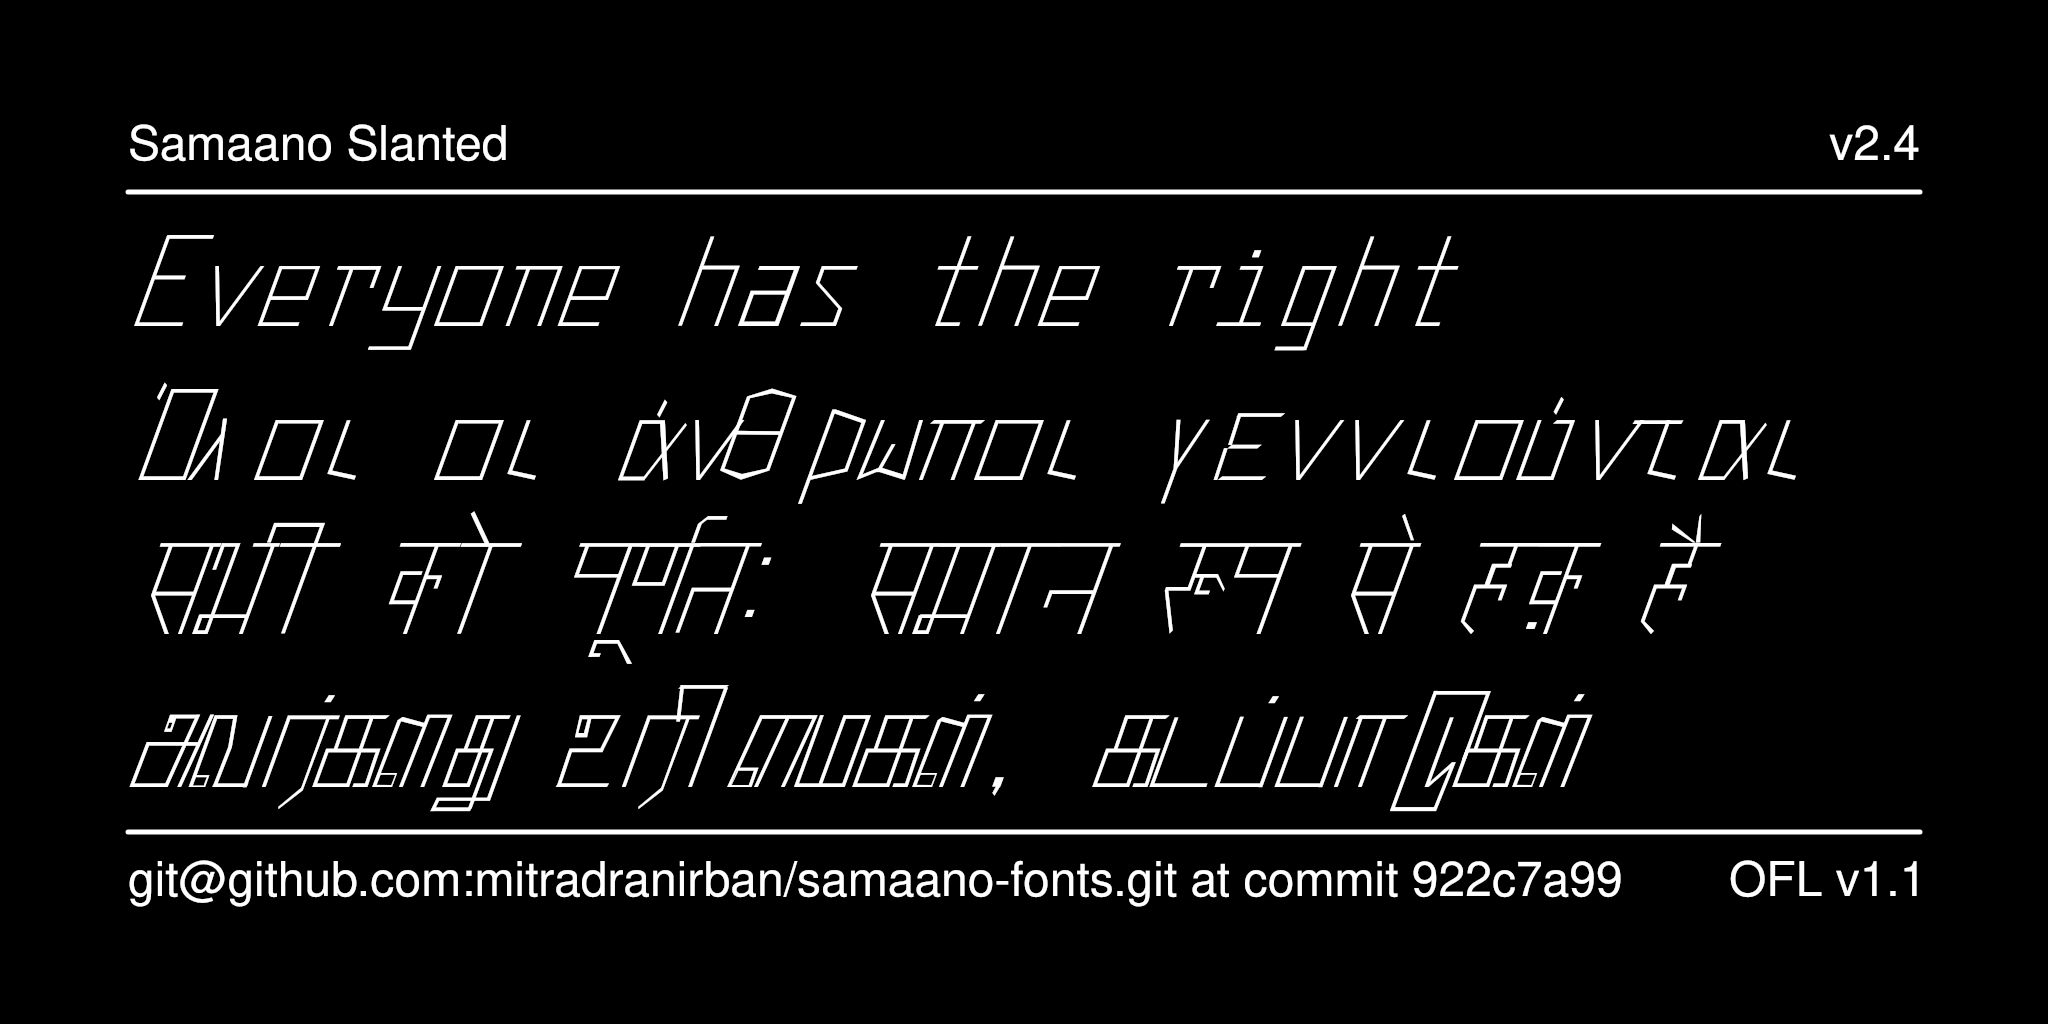 Samaano Slanted
v2.4
Everyone has the right
Όλοι οι άνθρωποι γεννιούνται
सभी को पूर्णत: समान रूप से हक़ है
அவர்களது உரிமைகள், கடப்பாடுகள்
git@github.com:mitradranirban/samaano-fonts.git at commit 922c7a99
OFL v1.1